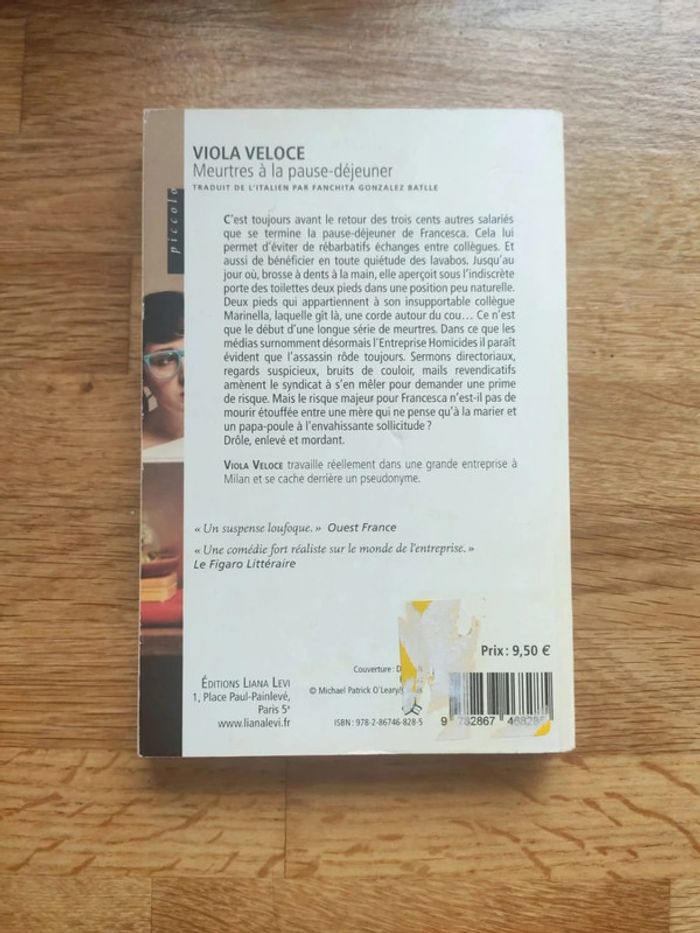 VIOLA VELOCE
Meurtres à la pause-déjeuner
TRADUIT DE L'ITALIEN PAR FANCHITA GONZALEZ BATLLE
piccolo
C'est toujours avant le retour des trois cents autres salariés
que se termine la pause-déjeuner de Francesca. Cela lui
permet d'éviter de rébarbatifs échanges entre collègues. Et
aussi de bénéficier en toute quiétude des lavabos. Jusqu'au
jour où, brosse à dents à la main, elle aperçoit sous l'indiscrète
porte des toilettes deux pieds dans une position peu naturelle.
Deux pieds qui appartiennent à son insupportable collègue
Marinella, laquelle gît là, une corde autour du cou... Ce n'est
que le début d'une longue série de meurtres. Dans ce que les
médias surnomment désormais l'Entreprise Homicides il paraît
évident que l'assassin rôde toujours. Sermons directoriaux,
regards suspicieux, bruits de couloir, mails revendicatifs
amènent le syndicat à s'en mêler pour demander une prime
de risque. Mais le risque majeur pour Francesca n'est-il pas de
mourir étouffée entre une mère qui ne pense qu'à la marier et
un papa-poule à l'envahissante sollicitude ?
Drôle, enlevé et mordant.
VIOLA VELOCE travaille réellement dans une grande entreprise à
Milan et se cache derrière un pseudonyme.
« Un suspense loufoque. » Ouest France
« Une comédie fort réaliste sur le monde de l'entreprise. »
Le Figaro Littéraire
Prix : 9,50 €
ÉDITIONS LIANA LEVI
1, Place Paul-Painlevé,
Paris 5e
www.lianalevi.fr
Couverture : D
© Michael Patrick O'Leary/
ISBN : 978-2-86746-828-5
9 782867 468285